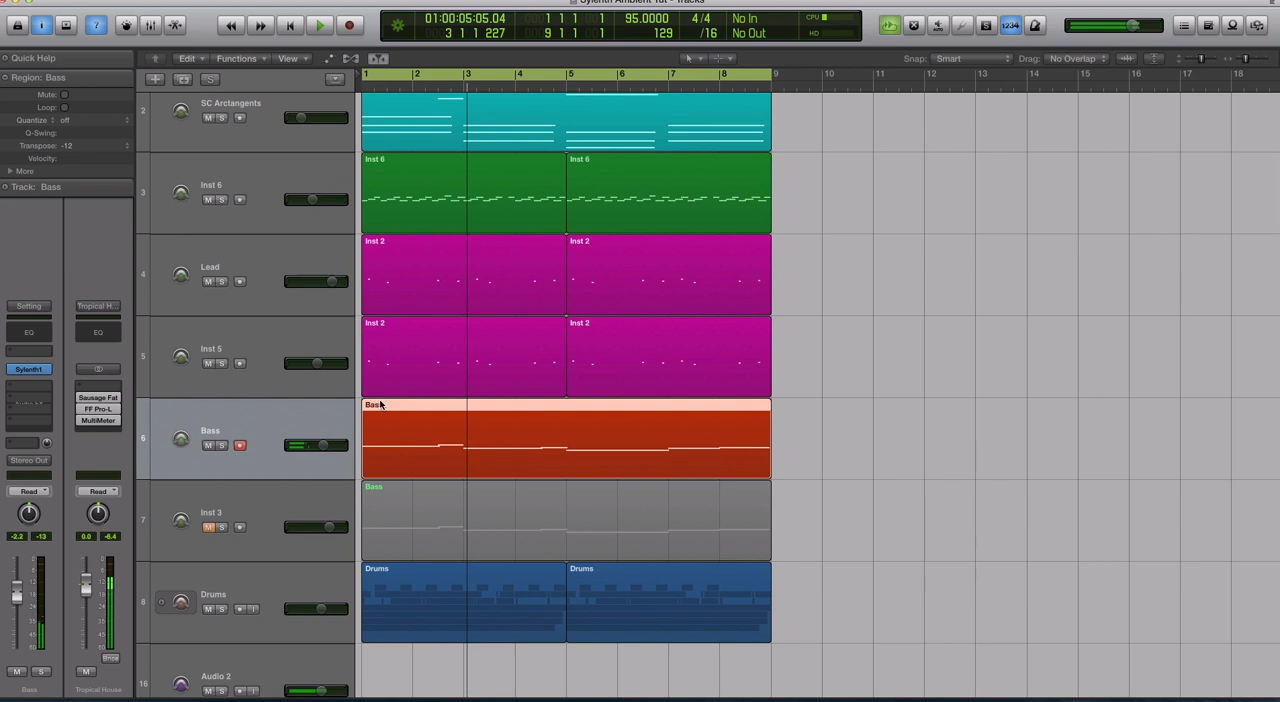 Sylenth Ambient Tut - Tracks
01:00:05:05.04
3 1 1 227
1 1 1
9 1 1
95.0000
129
4/4
/16
No In
No Out
CPU
HD
1234
Quick Help
Edit
Functions
View
Snap: Smart
Drag: No Overlap
Region: Bass
Mute:
Loop:
Quantize off
Q-Swing:
Transpose: -12
Velocity:
More
Track: Bass
S
1 2 3 4 5 6 7 8 9 10 11 12 13 14 15 16 17 18
2 SC Arctangents
M S
3 Inst 6
M S
Inst 6 Inst 6
4 Lead
M S
Inst 2 Inst 2
5 Inst 5
M S
Inst 2 Inst 2
6 Bass
M S
Bass
7 Inst 3
M S
Bass
8 Drums
M S I
Drums Drums
16 Audio 2
M S I
Setting
Tropical H...
EQ
EQ
Sylenth1
Sausage Fat
FF Pro-L
MultiMeter
Stereo Out
Read
Read
-2.2 -13
0.0 -6.4
Bnce
M S
M
Bass
Tropical House